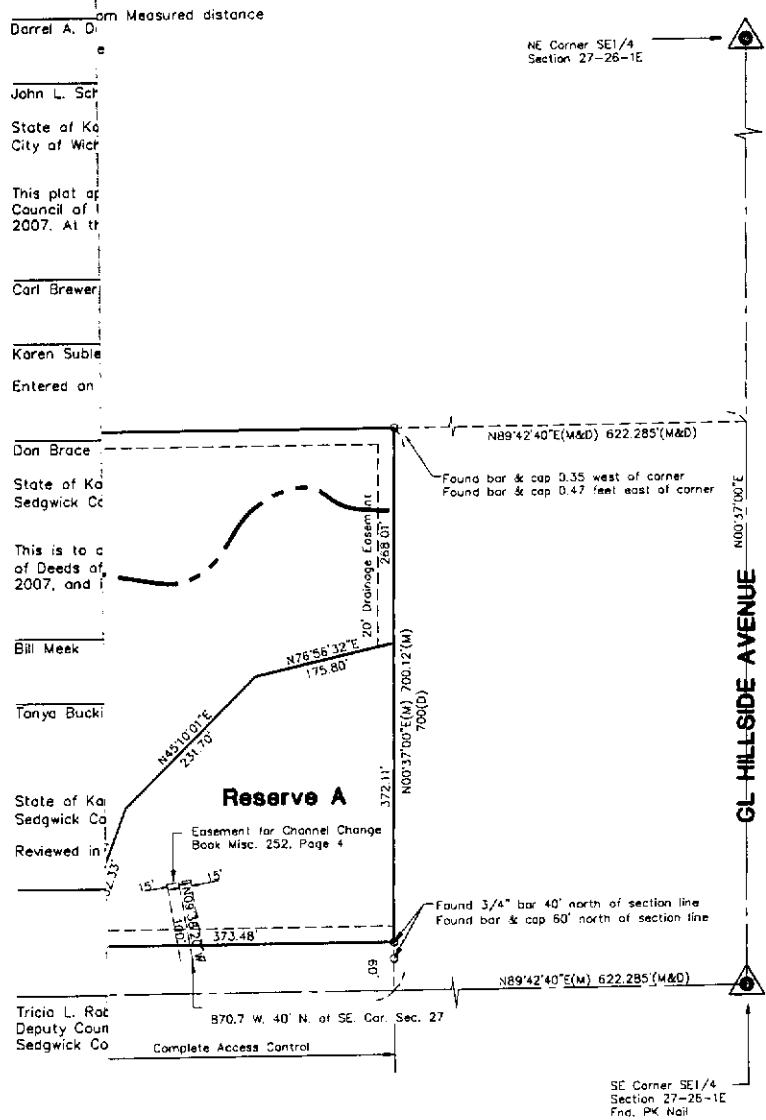 om Measured distance
Darrel A. D
e
John L. Sch
State of Ka
City of Wich
This plat ap
Council of
2007. At th
Carl Brewer
Karen Suble
Entered on
Don Brace
State of Ka
Sedgwick Co
This is to c
of Deeds of
2007, and i
Bill Meek
Tonya Bucki
State of Ka
Sedgwick Co
Reviewed in
Tricia L. Rob
Deputy Coun
Sedgwick Co
NE Corner SE1/4
Section 27-26-1E
N89°42'40"E(M&D) 622.285'(M&D)
Found bar & cap 0.35 west of corner
Found bar & cap 0.47 feet east of corner
N00°37'00"E
20' Drainage Easement
268.01'
N76°56'32"E
175.80'
N45°10'01"E
231.70'
N00°37'00"E(M) 700.12'(M)
700(D)
372.11'
GL HILLSIDE AVENUE
Reserve A
Easement for Channel Change
Book Misc. 252, Page 4
15'
15'
N09°38'20" W
100'
373.48'
Found 3/4" bar 40' north of section line
Found bar & cap 60' north of section line
60'
N89°42'40"E(M) 622.285'(M&D)
870.7 W, 40' N. of SE. Cor. Sec. 27
Complete Access Control
SE Corner SE1/4
Section 27-26-1E
Fnd. PK Nail